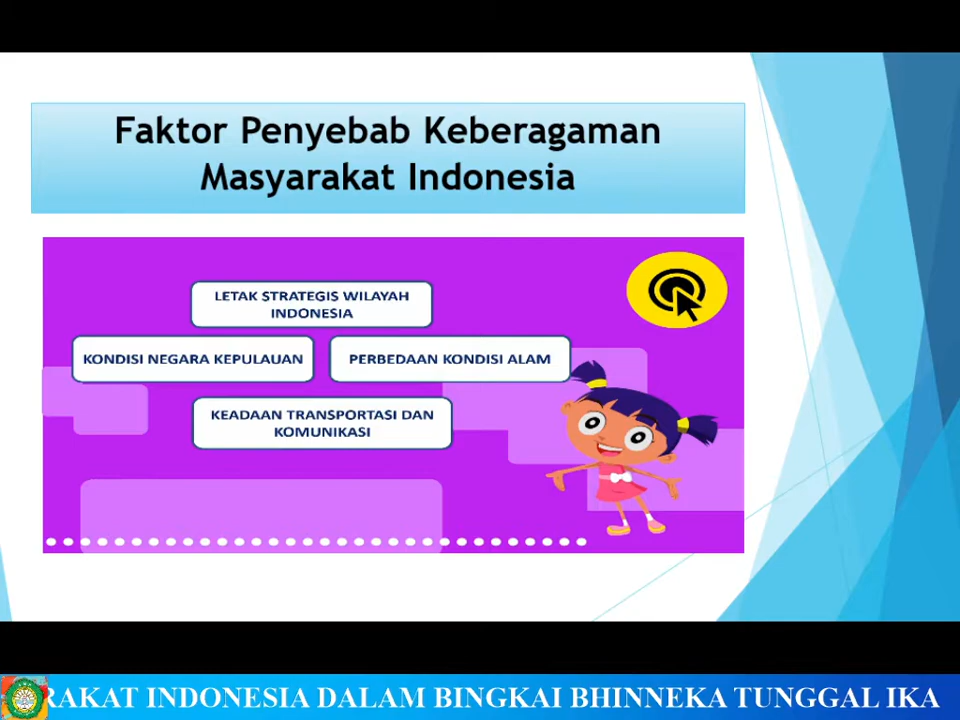 Faktor Penyebab Keberagaman
Masyarakat Indonesia
LETAK STRATEGIS WILAYAH
INDONESIA
KONDISI NEGARA KEPULAUAN
PERBEDAAN KONDISI ALAM
KEADAAN TRANSPORTASI DAN
KOMUNIKASI
RAKAT INDONESIA DALAM BINGKAI BHINNEKA TUNGGAL IKA